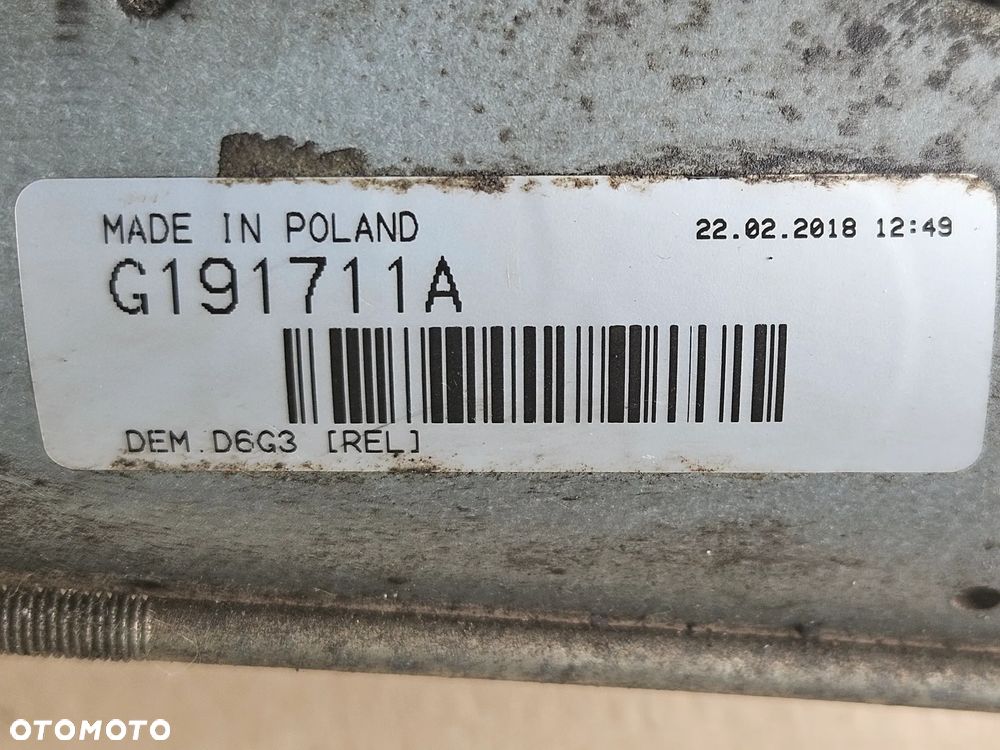 MADE IN POLAND
22.02.2018 12:49
G191711A
DEM.D6G3 [REL]
OTOMOTO